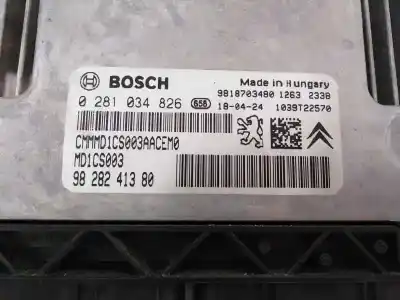 BOSCH
Made in Hungary
0 281 034 826 658
9818703480 1263 2338
18-04-24 1039T22570
CMMMD1CS003AACEM0
MD1CS003
98 282 413 80